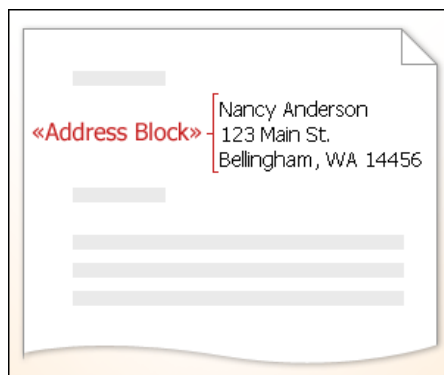 «Address Block»
Nancy Anderson
123 Main St.
Bellingham, WA 14456